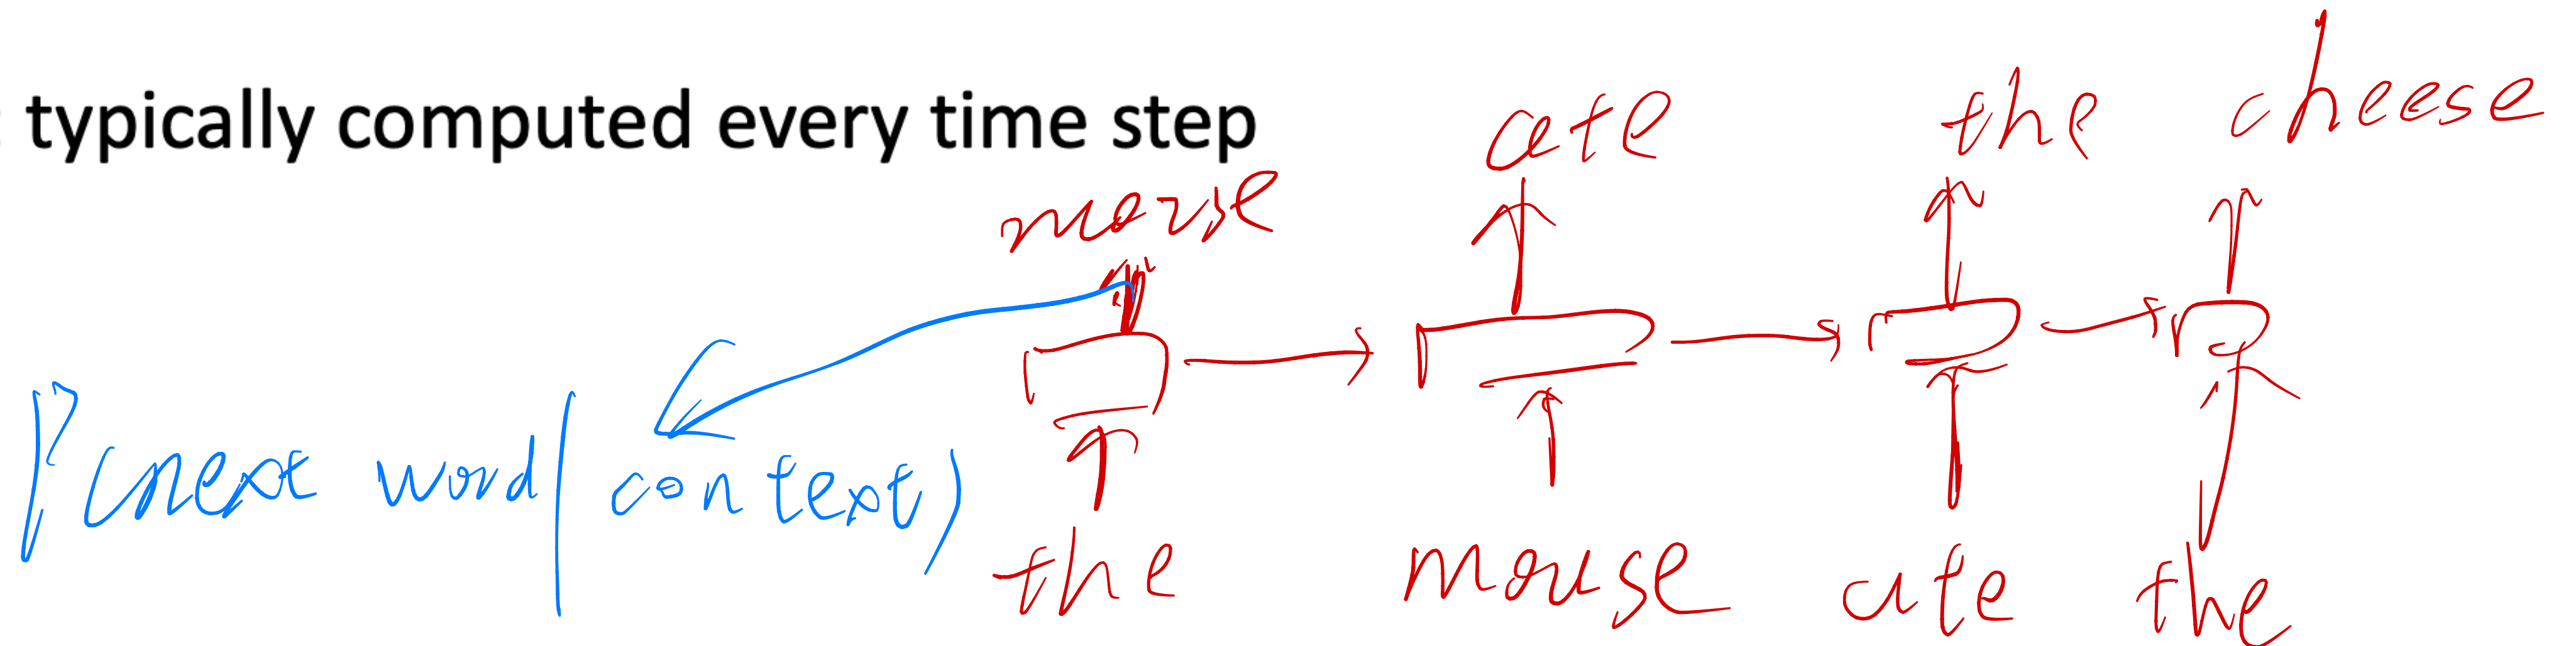 : typically computed every time step
mouse ate the cheese
P(next word | context)
the mouse ate the